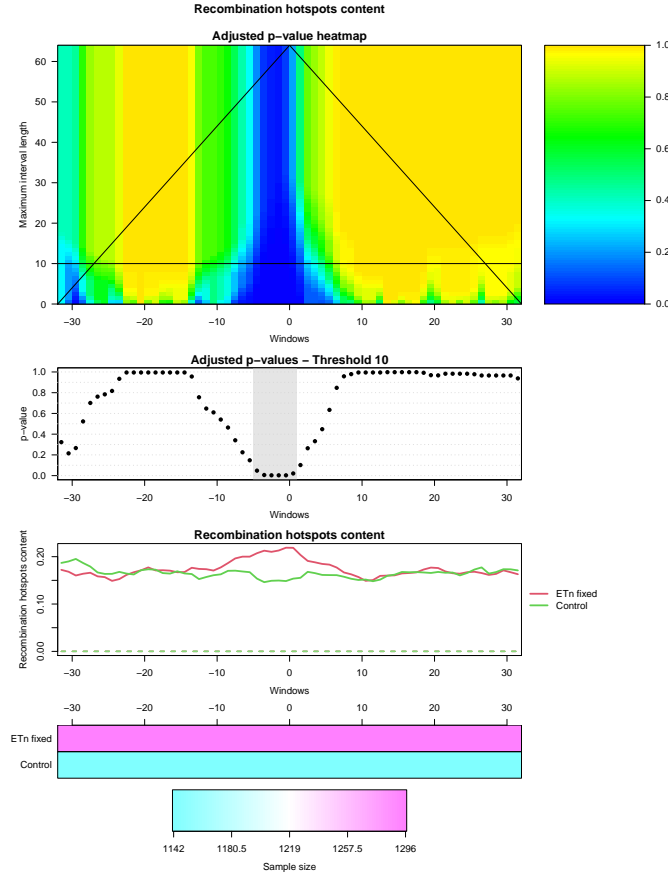 Recombination hotspots content
Adjusted p−value heatmap
Maximum interval length
60
50
40
30
20
10
0
−30 −20 −10 0 10 20 30
Windows
1.0
0.8
0.6
0.4
0.2
0.0
Adjusted p−values − Threshold 10
p−value
1.0
0.8
0.6
0.4
0.2
0.0
−30 −20 −10 0 10 20 30
Windows
Recombination hotspots content
Recombination hotspots content
0.20
0.10
0.00
−30 −20 −10 0 10 20 30
Windows
ETn fixed
Control
−30 −20 −10 0 10 20 30
ETn fixed
Control
1142 1180.5 1219 1257.5 1296
Sample size